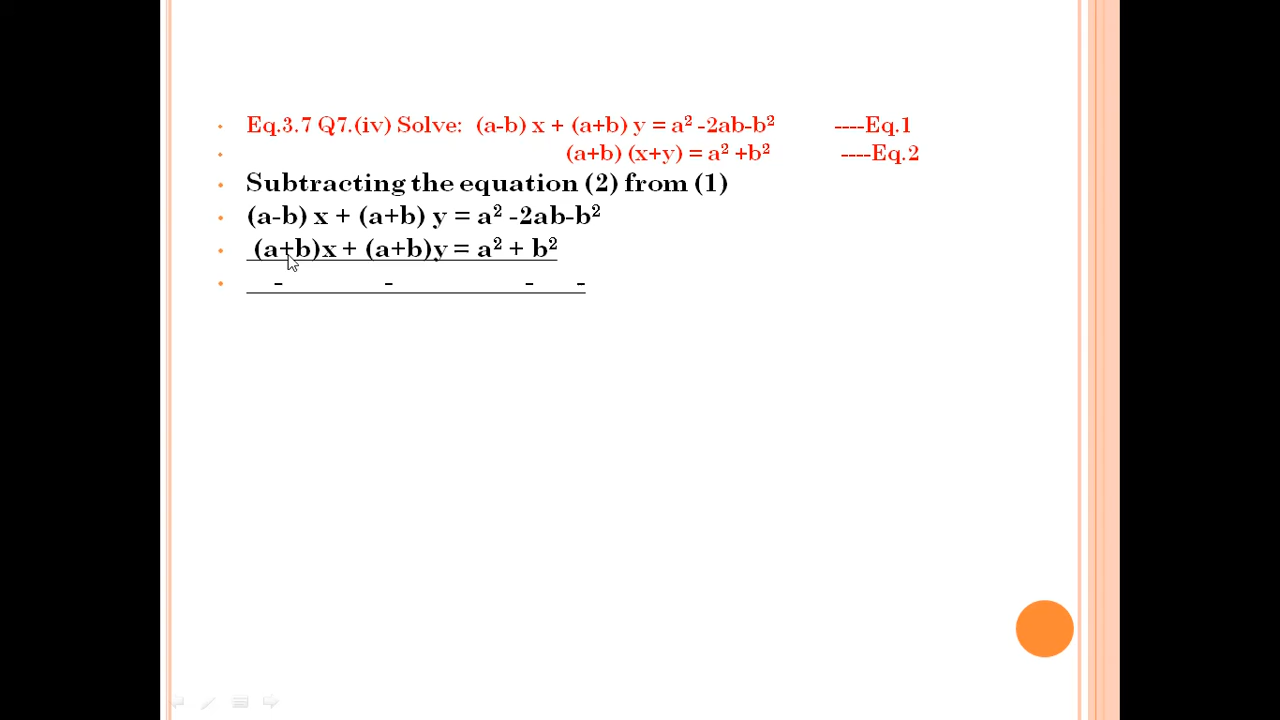 Eq.3.7 Q7.(iv) Solve: (a-b) x + (a+b) y = a² -2ab-b² ----Eq.1
(a+b) (x+y) = a² +b² ----Eq.2
Subtracting the equation (2) from (1)
(a-b) x + (a+b) y = a² -2ab-b²
(a+b)x + (a+b)y = a² + b²
- - - -